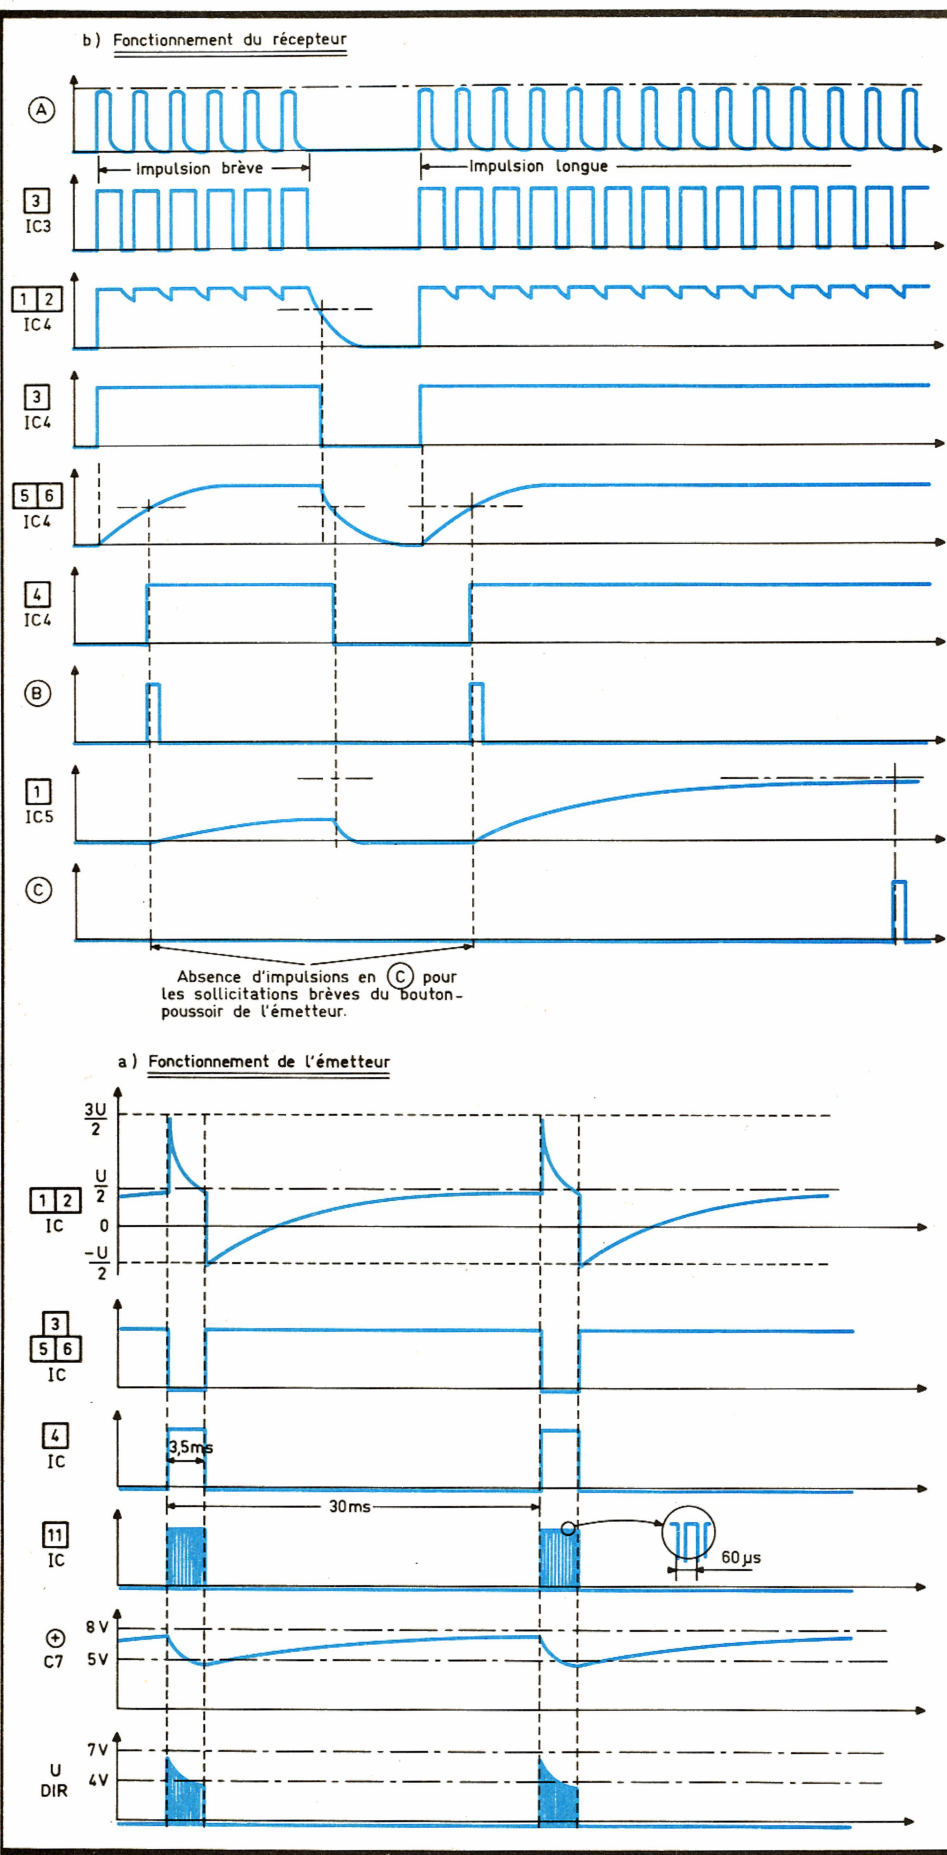 b) Fonctionnement du récepteur
A
Impulsion brève
Impulsion longue
3
IC3
1 2
IC4
3
IC4
5 6
IC4
4
IC4
B
1
IC5
C
Absence d'impulsions en C pour
les sollicitations brèves du bouton-
poussoir de l'émetteur.
a) Fonctionnement de l'émetteur
3U
2
U
2
1 2
IC
0
-U
2
3
5 6
IC
4
IC
3,5ms
30ms
11
IC
60µs
+
C7
8V
5V
7V
U
DIR
4V